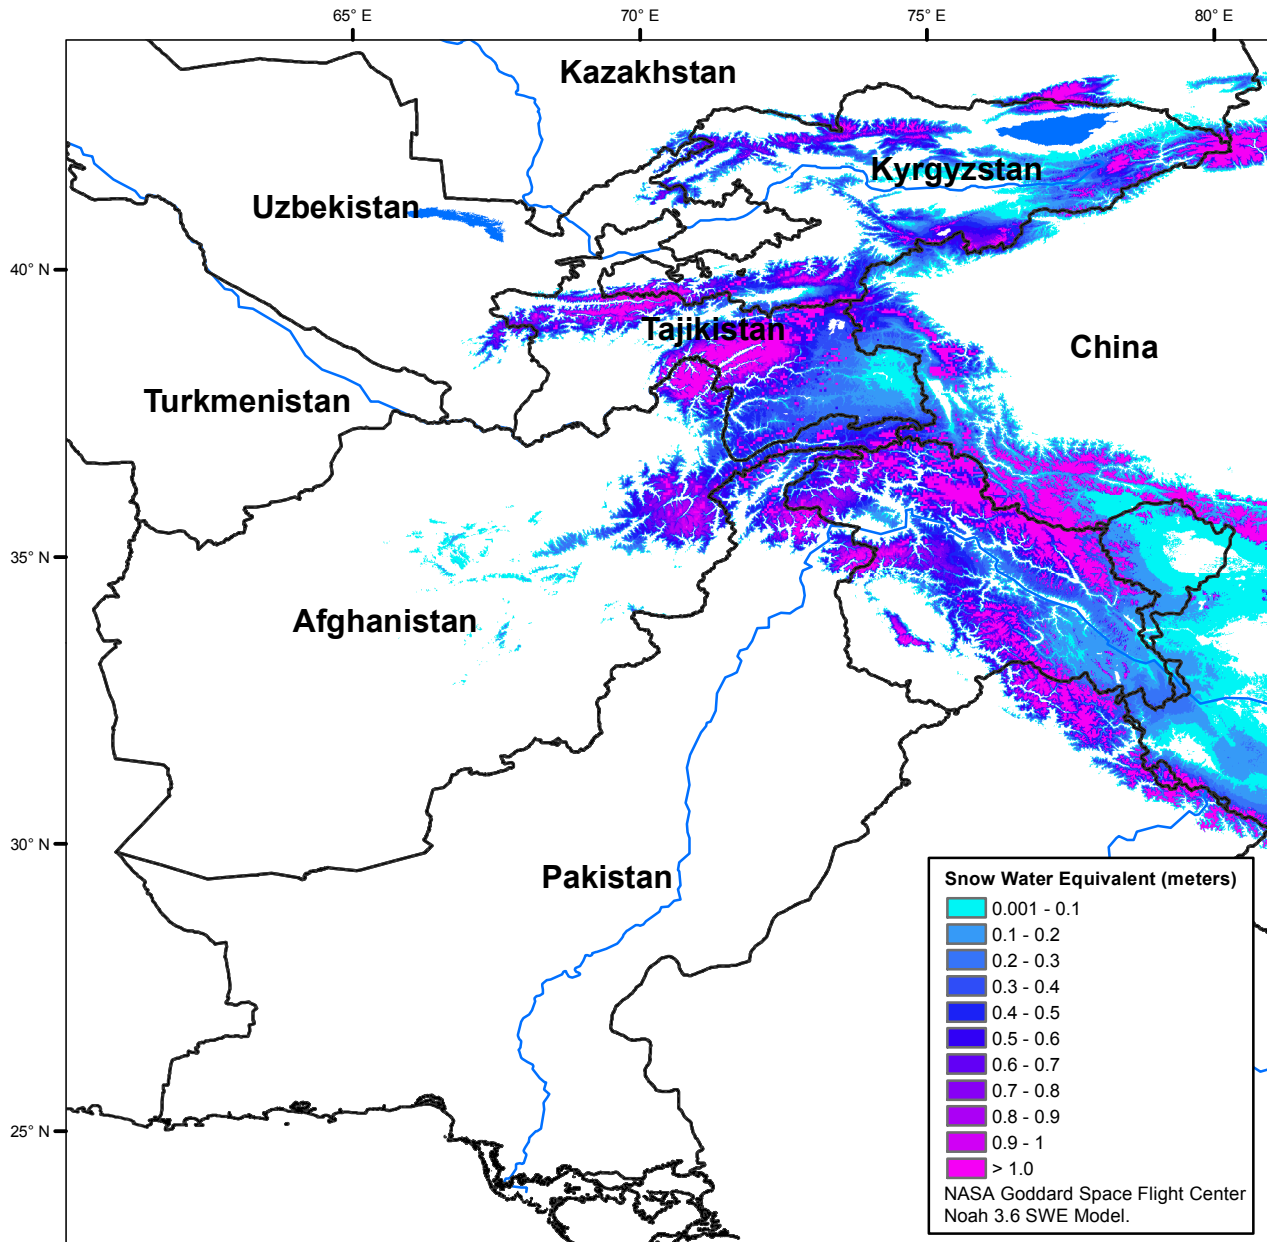 65° E
70° E
75° E
80° E
Kazakhstan
Kyrgyzstan
Uzbekistan
40° N
Tajikistan
China
Turkmenistan
35° N
Afghanistan
30° N
Pakistan
25° N
Snow Water Equivalent (meters)
0.001 - 0.1
0.1 - 0.2
0.2 - 0.3
0.3 - 0.4
0.4 - 0.5
0.5 - 0.6
0.6 - 0.7
0.7 - 0.8
0.8 - 0.9
0.9 - 1
> 1.0
NASA Goddard Space Flight Center
Noah 3.6 SWE Model.